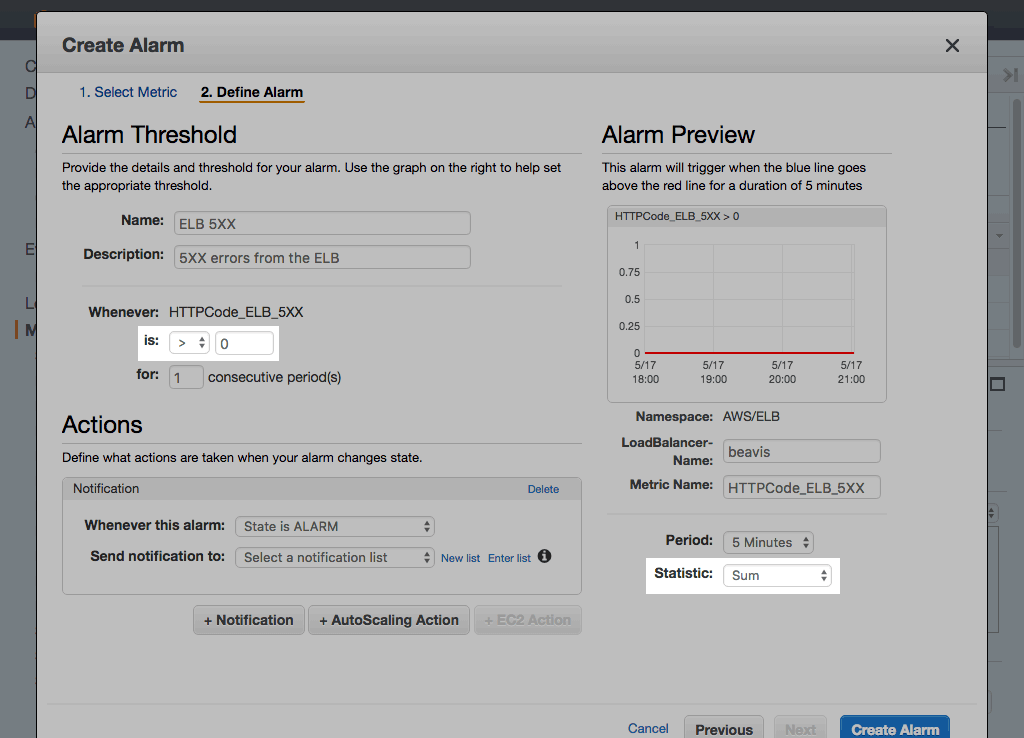 Create Alarm
1. Select Metric
2. Define Alarm
Alarm Threshold
Provide the details and threshold for your alarm. Use the graph on the right to help set
the appropriate threshold.
Name: ELB 5XX
Description: 5XX errors from the ELB
Whenever: HTTPCode_ELB_5XX
is: > 0
for: 1 consecutive period(s)
Actions
Define what actions are taken when your alarm changes state.
Notification Delete
Whenever this alarm: State is ALARM
Send notification to: Select a notification list New list Enter list
+ Notification + AutoScaling Action + EC2 Action
Alarm Preview
This alarm will trigger when the blue line goes
above the red line for a duration of 5 minutes
HTTPCode_ELB_5XX > 0
1
0.75
0.5
0.25
0
5/17 5/17 5/17 5/17
18:00 19:00 20:00 21:00
Namespace: AWS/ELB
LoadBalancer-
Name: beavis
Metric Name: HTTPCode_ELB_5XX
Period: 5 Minutes
Statistic: Sum
Cancel Previous Next Create Alarm